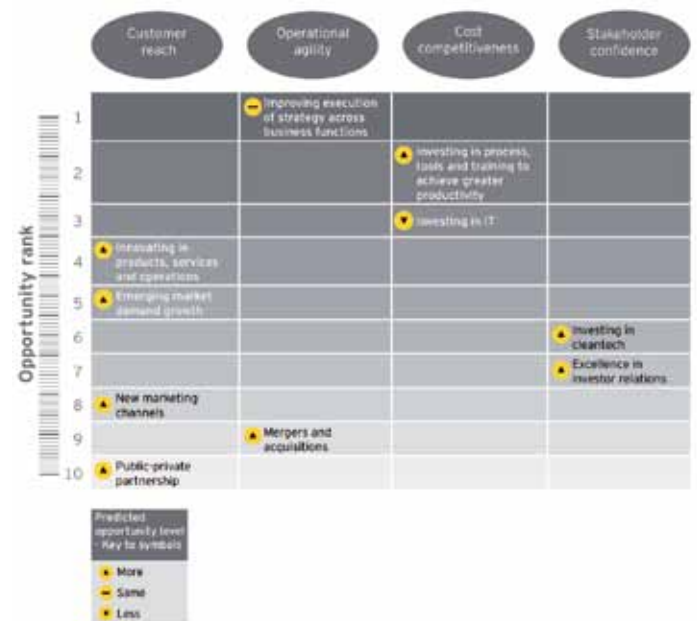 Customer
reach
Operational
agility
Cost
competitiveness
Stakeholder
confidence
Opportunity rank
1
Improving execution
of strategy across
business functions
2
Investing in process,
tools and training to
achieve greater
productivity
3
Investing in IT
4
Innovating in
products, services
and operations
5
Emerging market
demand growth
6
Investing in
cleantech
7
Excellence in
investor relations
8
New marketing
channels
9
Mergers and
acquisitions
10
Public-private
partnership
Predicted
opportunity level
- Key to symbols
More
Same
Less